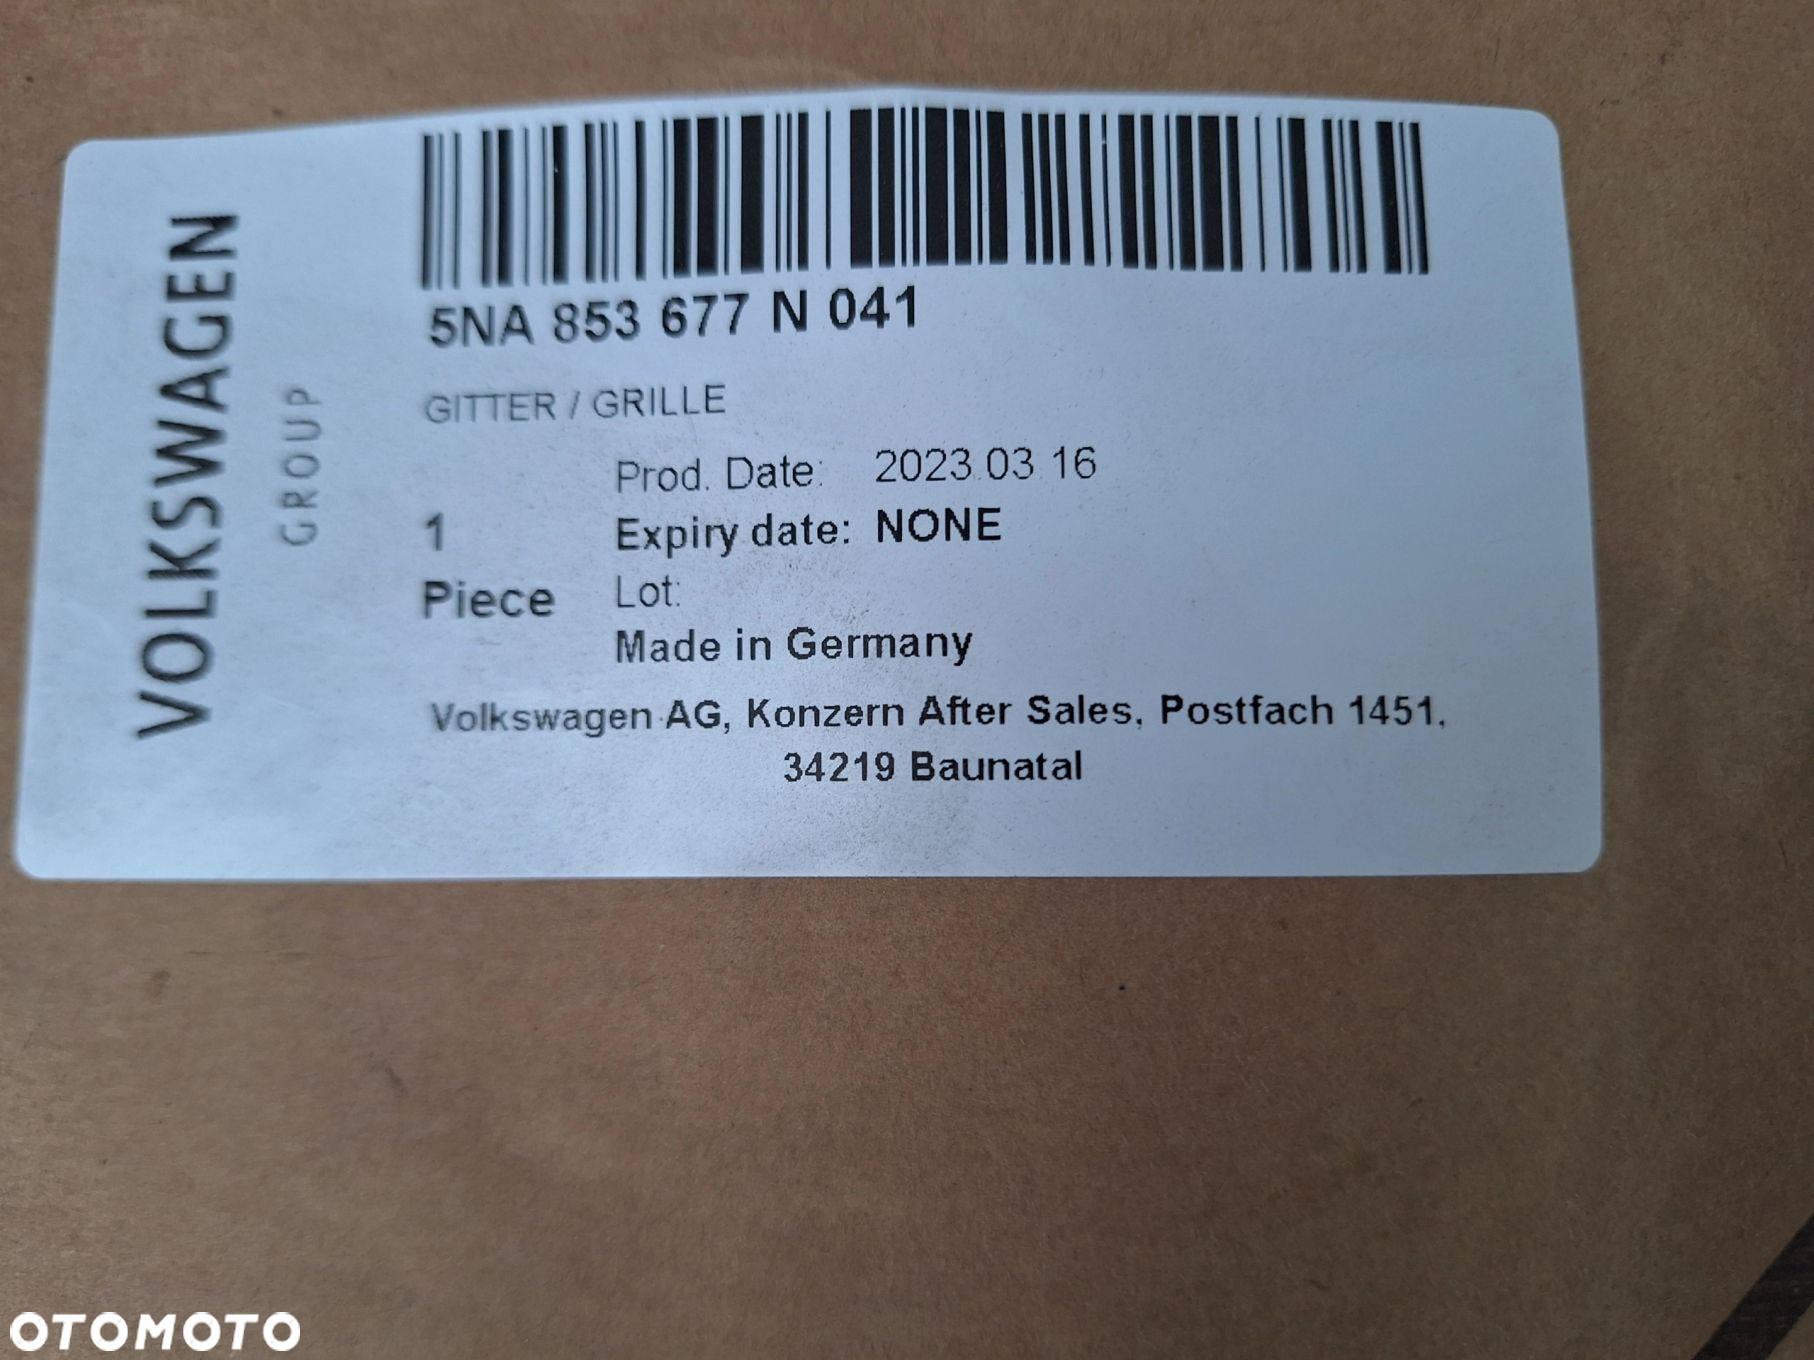 VOLKSWAGEN
GROUP
5NA 853 677 N 041
GITTER / GRILLE
Prod. Date: 2023.03.16
1 Expiry date: NONE
Piece Lot:
Made in Germany
Volkswagen AG, Konzern After Sales, Postfach 1451,
34219 Baunatal
OTOMOTO